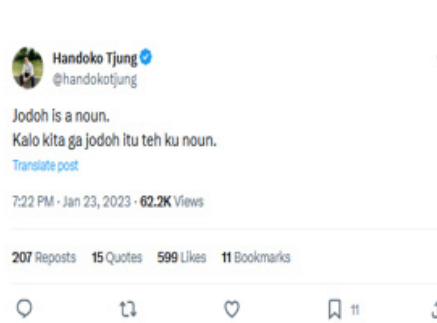 Handoko Tjung
@handokotjung
Jodoh is a noun.
Kalo kita ga jodoh itu teh ku noun.
Translate post
7:22 PM · Jan 23, 2023 · 62.2K Views
207 Reposts 15 Quotes 599 Likes 11 Bookmarks
11